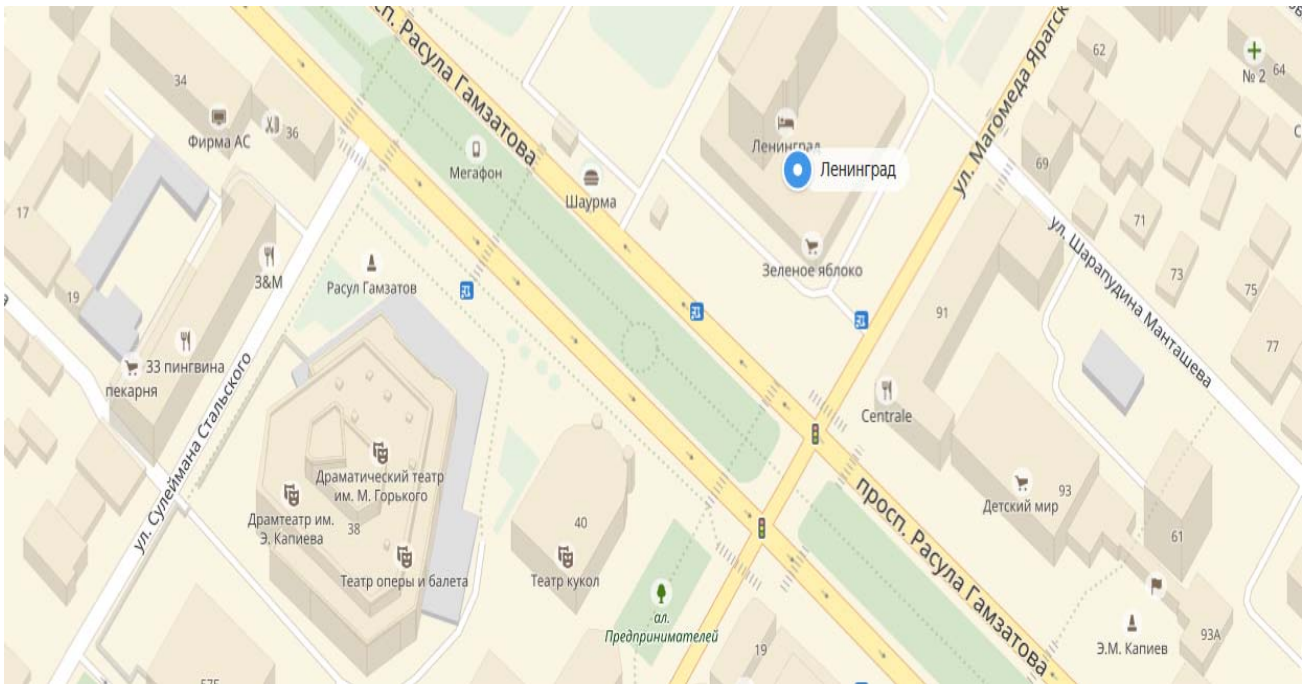 сп. Расула Гамзатова
ул. Магомеда Ярагск
62
№ 2
64
34
Фирма АС
36
Мегафон
Шаурма
Ленинград
Ленинград
69
17
71
ул. Шарапудина Манташева
З&М
Расул Гамзатов
Зеленое яблоко
73
75
19
91
77
33 пингвина
пекарня
ул. Сулеймана Стальского
Centrale
Драматический театр
им. М. Горького
Драмтеатр им.
Э. Капиева
38
Театр оперы и балета
40
Театр кукол
просп. Расула Гамзатова
Детский мир
93
61
ал.
Предпринимателей
19
Э.М. Капиев
93А